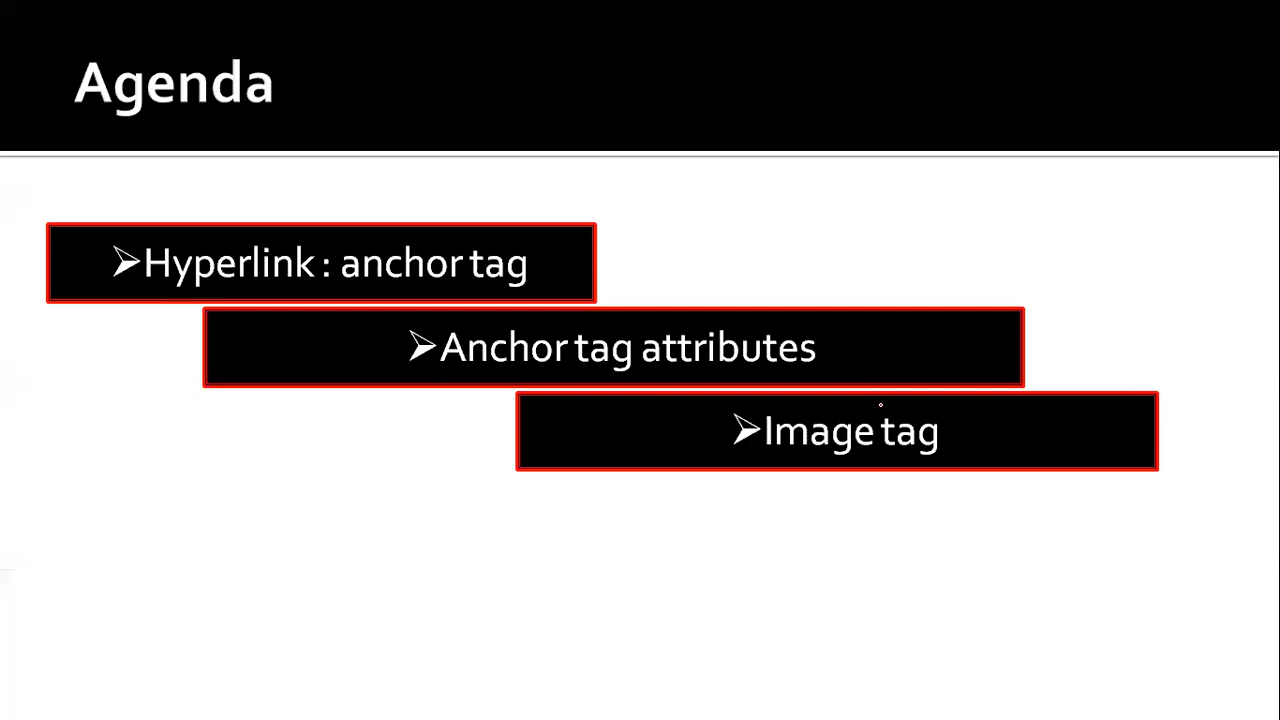 Agenda
➢Hyperlink : anchor tag
➢Anchor tag attributes
➢Image tag